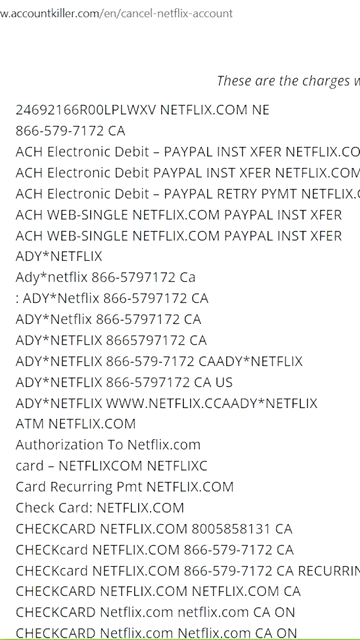 w.accountkiller.com/en/cancel-netflix-account
These are the charges w
24692166R00LPLWXV NETFLIX.COM NE
866-579-7172 CA
ACH Electronic Debit – PAYPAL INST XFER NETFLIX.CO
ACH Electronic Debit PAYPAL INST XFER NETFLIX.COM
ACH Electronic Debit – PAYPAL RETRY PYMT NETFLIX.C
ACH WEB-SINGLE NETFLIX.COM PAYPAL INST XFER
ACH WEB-SINGLE NETFLIX.COM PAYPAL INST XFER
ADY*NETFLIX
Ady*netflix 866-5797172 Ca
: ADY*Netflix 866-5797172 CA
ADY*Netflix 866-5797172 CA
ADY*NETFLIX 8665797172 CA
ADY*NETFLIX 866-579-7172 CAADY*NETFLIX
ADY*NETFLIX 866-5797172 CA US
ADY*NETFLIX WWW.NETFLIX.CCAADY*NETFLIX
ATM NETFLIX.COM
Authorization To Netflix.com
card – NETFLIXCOM NETFLIXC
Card Recurring Pmt NETFLIX.COM
Check Card: NETFLIX.COM
CHECKCARD NETFLIX.COM 8005858131 CA
CHECKcard NETFLIX.COM 866-579-7172 CA
CHECKcard NETFLIX.COM 866-579-7172 CA RECURRIN
CHECKCARD NETFLIX.COM NETFLIX.COM CA
CHECKCARD Netflix.com netflix.com CA ON
CHECKCARD Netflix.com Netflix.com CA ON